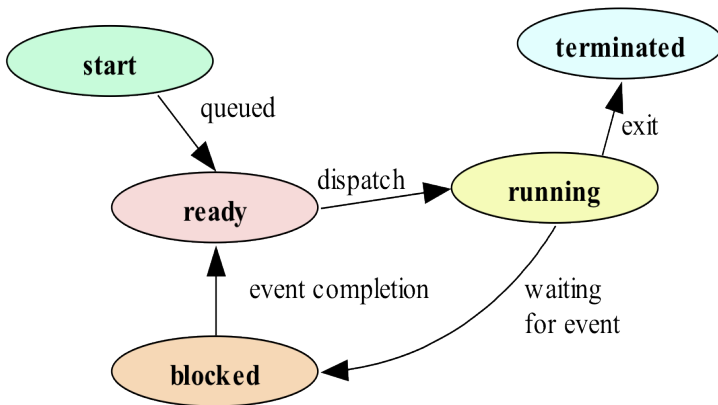 terminated
start
queued
exit
dispatch
ready
running
event completion
waiting
for event
blocked